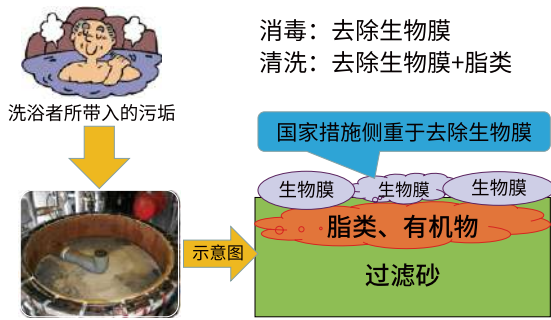 消毒：去除生物膜
清洗：去除生物膜+脂类
洗浴者所带入的污垢
国家措施侧重于去除生物膜
生物膜
生物膜
生物膜
脂类、有机物
示意图
过滤砂